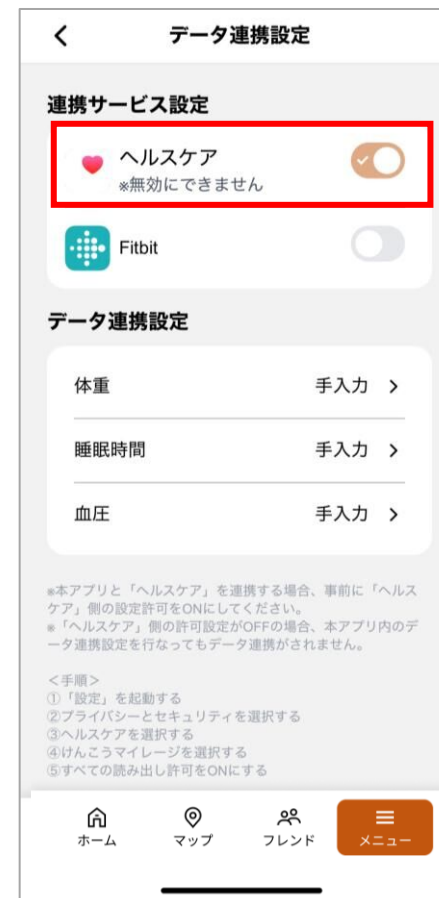 データ連携設定
連携サービス設定
ヘルスケア
※無効にできません
Fitbit
データ連携設定
体重 手入力
睡眠時間 手入力
血圧 手入力
※本アプリと「ヘルスケア」を連携する場合、事前に「ヘルス
ケア」側の設定許可をONにしてください。
※「ヘルスケア」側の許可設定がOFFの場合、本アプリ内のデ
ータ連携設定を行なってもデータ連携がされません。
<手順>
①「設定」を起動する
②プライバシーとセキュリティを選択する
③ヘルスケアを選択する
④けんこうマイレージを選択する
⑤すべての読み出し許可をONにする
ホーム マップ フレンド メニュー